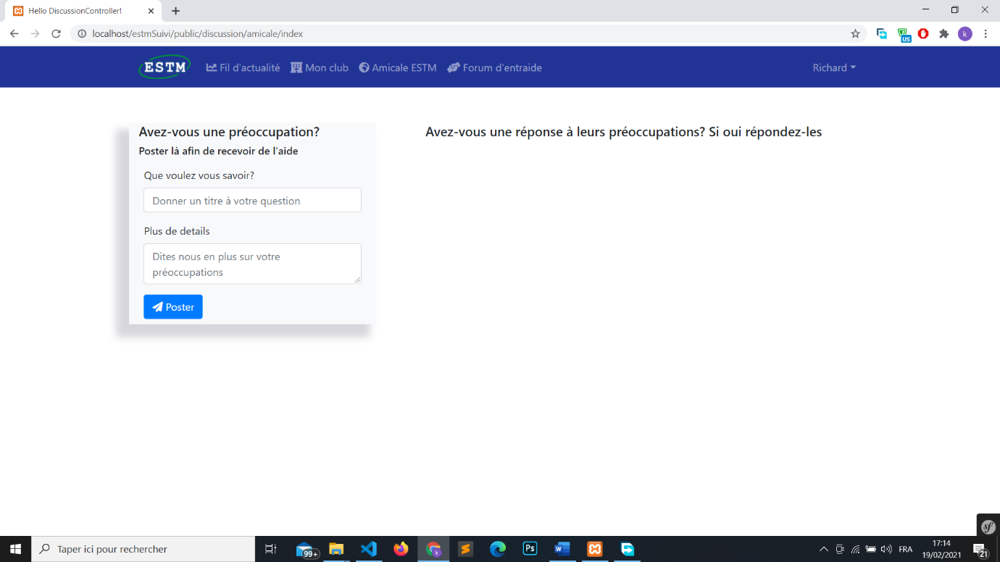 Hello DiscussionController!
localhost/estmSuivi/public/discussion/amicale/index
US
k
ESTM
Fil d'actualité
Mon club
Amicale ESTM
Forum d'entraide
Richard
Avez-vous une préoccupation?
Poster là afin de recevoir de l'aide
Que voulez vous savoir?
Donner un titre à votre question
Plus de details
Dites nous en plus sur votre
préoccupations
Poster
Avez-vous une réponse à leurs préoccupations? Si oui répondez-les
sf
Taper ici pour rechercher
99+
k
Ps
W
FRA
17:14
19/02/2021
21